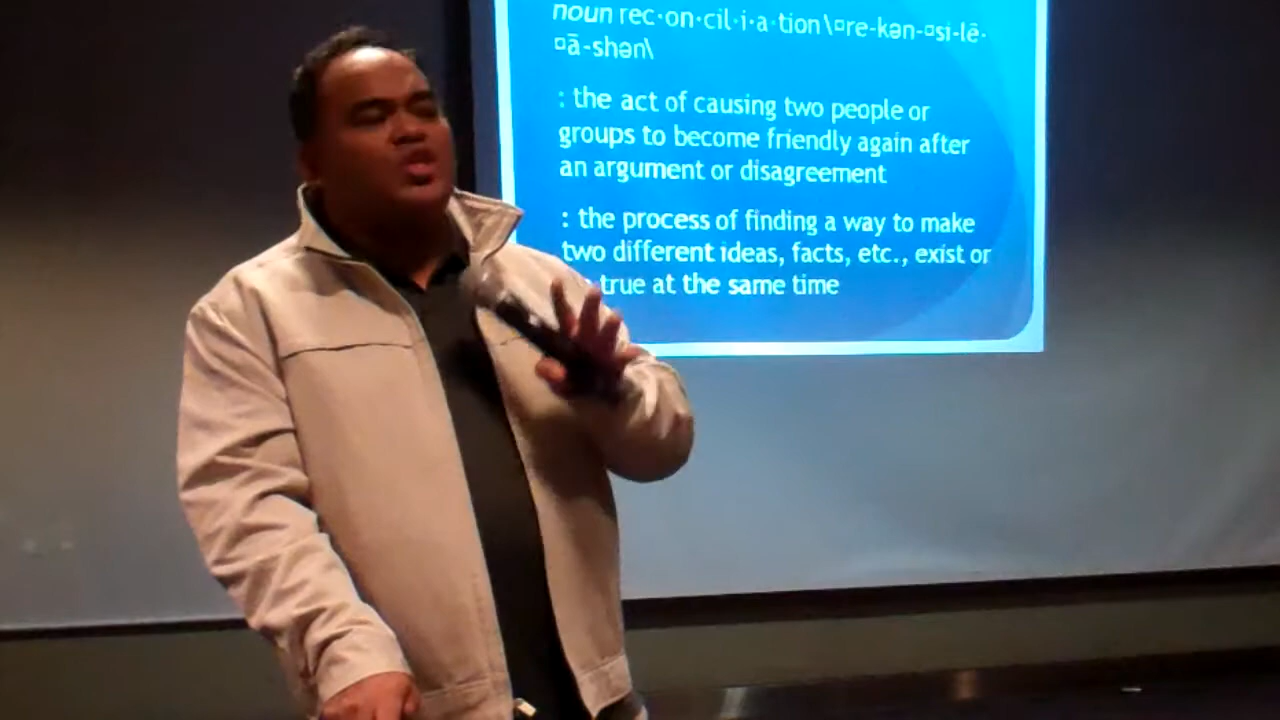 noun rec·on·cil·i·a·tion \¤re-kən-¤si-lē-
¤ā-shən\
: the act of causing two people or
groups to become friendly again after
an argument or disagreement
: the process of finding a way to make
two different ideas, facts, etc., exist or
true at the same time